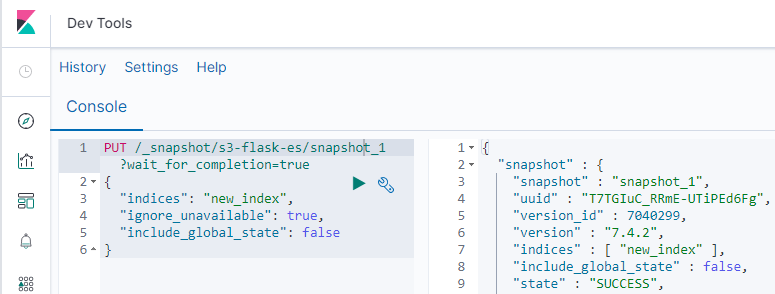 Dev Tools
History Settings Help
Console
1 PUT /_snapshot/s3-flask-es/snapshot_1
?wait_for_completion=true
2 {
3 "indices": "new_index",
4 "ignore_unavailable": true,
5 "include_global_state": false
6 }
1 {
2 "snapshot" : {
3 "snapshot" : "snapshot_1",
4 "uuid" : "T7TGIuC_RRmE-UTiPEd6Fg",
5 "version_id" : 7040299,
6 "version" : "7.4.2",
7 "indices" : [ "new_index" ],
8 "include_global_state" : false,
9 "state" : "SUCCESS",